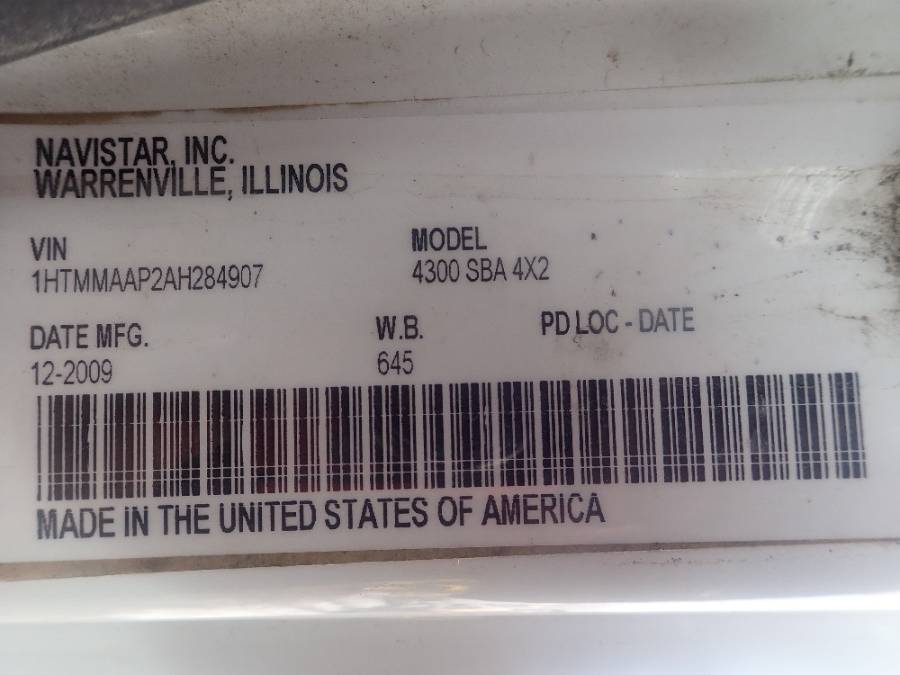 NAVISTAR, INC.
WARRENVILLE, ILLINOIS
VIN
1HTMMAAP2AH284907
MODEL
4300 SBA 4X2
DATE MFG.
12-2009
W.B.
645
PD LOC - DATE
MADE IN THE UNITED STATES OF AMERICA